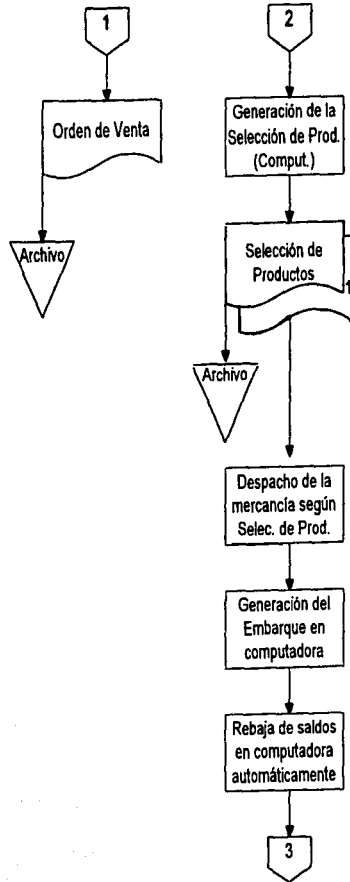 1
Orden de Venta
Archivo
2
Generación de la
Selección de Prod.
(Comput.)
Selección de
Productos
1
Archivo
Despacho de la
mercancía según
Selec. de Prod.
Generación del
Embarque en
computadora
Rebaja de saldos
en computadora
automáticamente
3